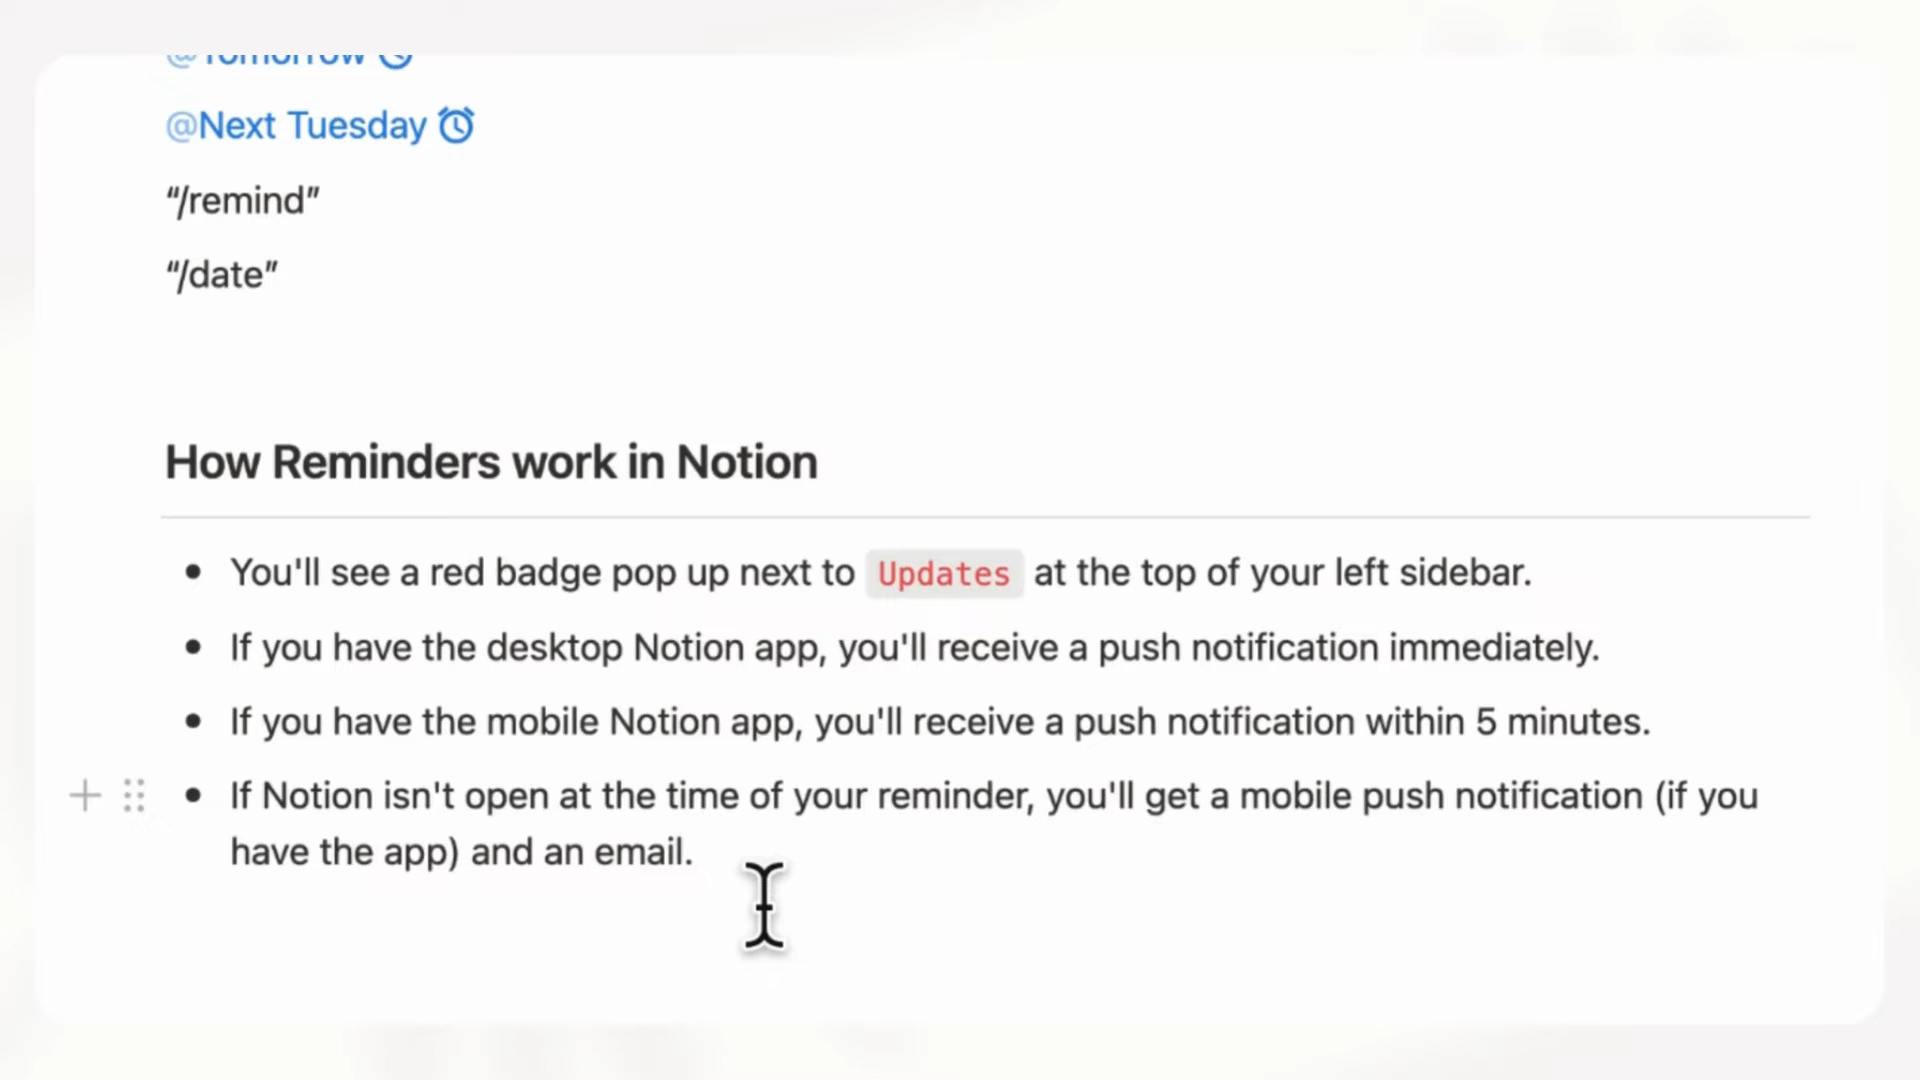 @Tomorrow
@Next Tuesday
“/remind”
“/date”
How Reminders work in Notion
• You'll see a red badge pop up next to Updates at the top of your left sidebar.
• If you have the desktop Notion app, you'll receive a push notification immediately.
• If you have the mobile Notion app, you'll receive a push notification within 5 minutes.
• If Notion isn't open at the time of your reminder, you'll get a mobile push notification (if you
have the app) and an email.